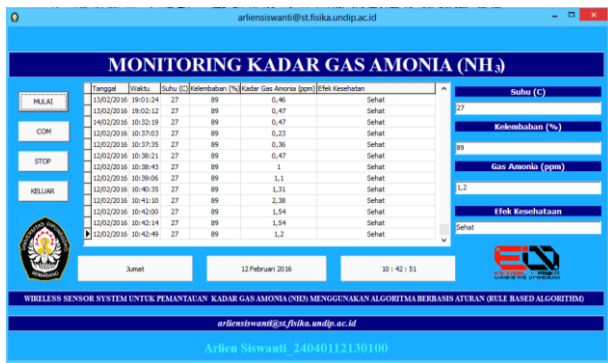 arliensiswanti@st.fisika.undip.ac.id
MONITORING KADAR GAS AMONIA (NH3)
MULAI
COM
STOP
KELUAR
Tanggal Waktu Suhu (C) Kelembaban (%) Kadar Gas Amonia (ppm) Efek Kesehatan
13/02/2016 19:01:24 27 89 0,46 Sehat
13/02/2016 19:02:12 27 89 0,47 Sehat
14/02/2016 10:32:19 27 89 0,47 Sehat
12/02/2016 10:37:03 27 89 0,23 Sehat
12/02/2016 10:37:35 27 89 0,36 Sehat
12/02/2016 10:38:21 27 89 0,47 Sehat
12/02/2016 10:38:43 27 89 1 Sehat
12/02/2016 10:39:06 27 89 1,1 Sehat
12/02/2016 10:40:35 27 89 1,31 Sehat
12/02/2016 10:41:10 27 89 2,38 Sehat
12/02/2016 10:42:00 27 89 1,54 Sehat
12/02/2016 10:42:14 27 89 1,54 Sehat
12/02/2016 10:42:49 27 89 1,2 Sehat
Suhu (C)
27
Kelembaban (%)
89
Gas Amonia (ppm)
1,2
Efek Kesehataan
Sehat
Jumat
12 Februari 2016
10 : 42 : 51
WIRELESS SENSOR SYSTEM UNTUK PEMANTAUAN KADAR GAS AMONIA (NH3) MENGGUNAKAN ALGORITMA BERBASIS ATURAN (RULE BASED ALGORITHM)
arliensiswanti@st.fisika.undip.ac.id
Arlien Siswanti_24040112130100